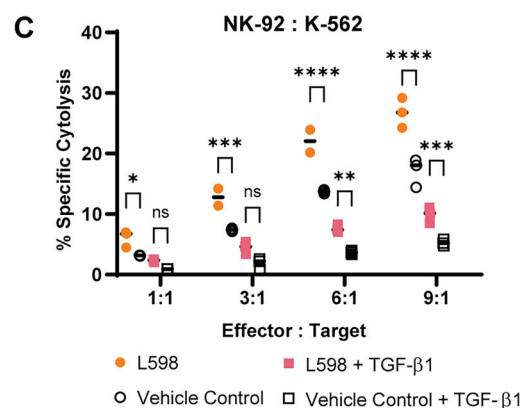 C
NK-92 : K-562
% Specific Cytolysis
40
30
20
10
0
* ns *** ns **** ** **** ***
1:1 3:1 6:1 9:1
Effector : Target
L598 L598 + TGF-β1
Vehicle Control Vehicle Control + TGF-β1